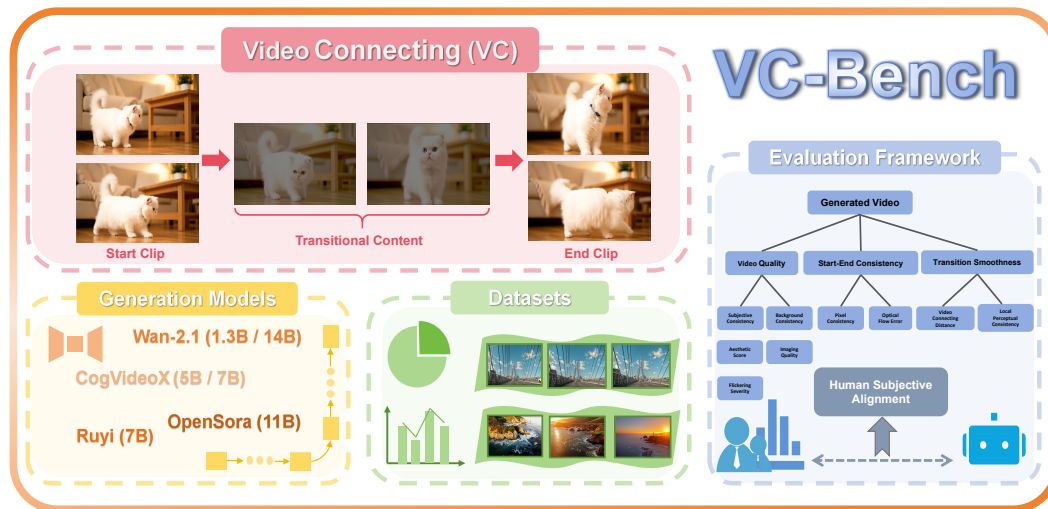 Video Connecting (VC)
VC-Bench
Start Clip
Transitional Content
End Clip
Generation Models
Wan-2.1 (1.3B / 14B)
CogVideoX (5B / 7B)
OpenSora (11B)
Ruyi (7B)
Datasets
Evaluation Framework
Generated Video
Video Quality
Start-End Consistency
Transition Smoothness
Subjective
Consistency
Background
Consistency
Pixel
Consistency
Optical
Flow Error
Video
Connecting
Distance
Local
Perceptual
Consistency
Aesthetic
Score
Imaging
Quality
Flickering
Severity
Human Subjective
Alignment